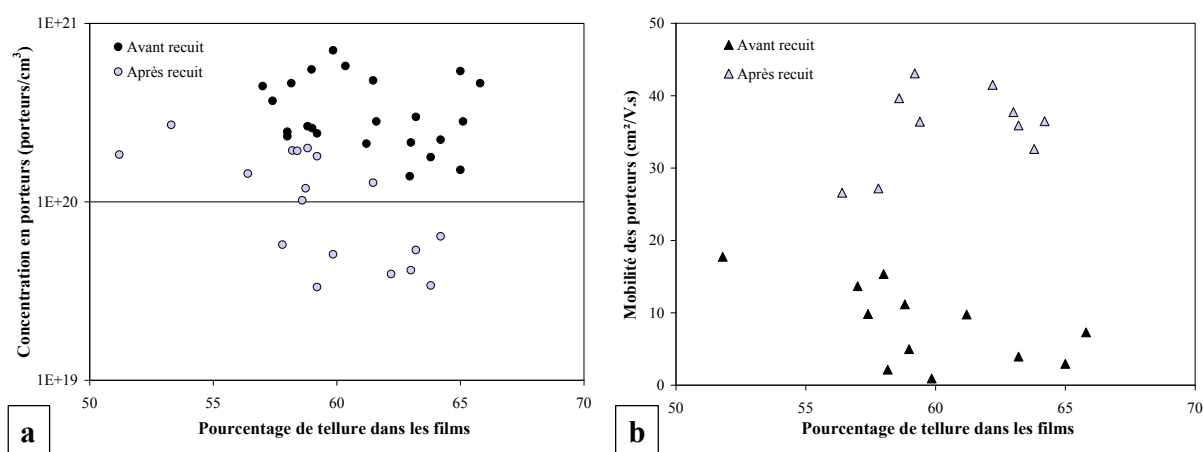 1E+21
1E+20
1E+19
Concentration en porteurs (porteurs/cm³)
Avant recuit
Après recuit
50
55
60
65
70
Pourcentage de tellure dans les films
a
50
40
30
20
10
0
Mobilité des porteurs (cm²/V.s)
Avant recuit
Après recuit
50
55
60
65
70
Pourcentage de tellure dans les films
b